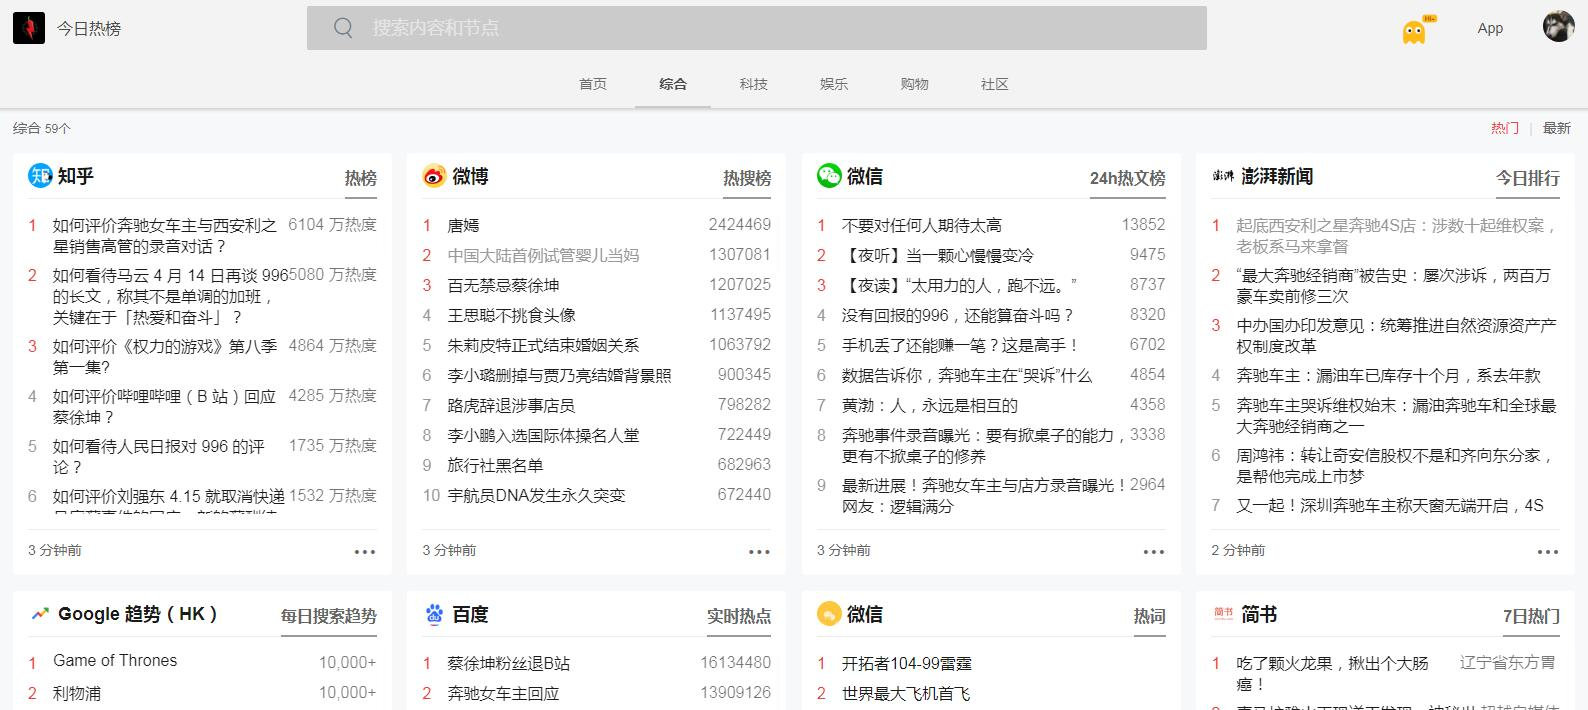 今日热榜
搜索内容和节点
Hi~
App
首页 综合 科技 娱乐 购物 社区
综合 59个
热门 | 最新
知乎 热榜
1 如何评价奔驰女车主与西安利之 6104 万热度
星销售高管的录音对话？
2 如何看待马云 4 月 14 日再谈 996 5080 万热度
的长文，称其不是单调的加班，
关键在于「热爱和奋斗」？
3 如何评价《权力的游戏》第八季 4864 万热度
第一集?
4 如何评价哔哩哔哩（B 站）回应 4285 万热度
蔡徐坤？
5 如何看待人民日报对 996 的评 1735 万热度
论？
6 如何评价刘强东 4.15 就取消快递 1532 万热度
3 分钟前
微博 热搜榜
1 唐嫣 2424469
2 中国大陆首例试管婴儿当妈 1307081
3 百无禁忌蔡徐坤 1207025
4 王思聪不挑食头像 1137495
5 朱莉皮特正式结束婚姻关系 1063792
6 李小璐删掉与贾乃亮结婚背景照 900345
7 路虎辞退涉事店员 798282
8 李小鹏入选国际体操名人堂 722449
9 旅行社黑名单 682963
10 宇航员DNA发生永久突变 672440
3 分钟前
微信 24h热文榜
1 不要对任何人期待太高 13852
2 【夜听】当一颗心慢慢变冷 9475
3 【夜读】“太用力的人，跑不远。” 8737
4 没有回报的996，还能算奋斗吗？ 8320
5 手机丢了还能赚一笔？这是高手！ 6702
6 数据告诉你，奔驰车主在“哭诉”什么 4854
7 黄渤：人，永远是相互的 4358
8 奔驰事件录音曝光：要有掀桌子的能力， 3338
更有不掀桌子的修养
9 最新进展！奔驰女车主与店方录音曝光！ 2964
网友：逻辑满分
3 分钟前
澎湃 澎湃新闻 今日排行
1 起底西安利之星奔驰4S店：涉数十起维权案，
老板系马来拿督
2 “最大奔驰经销商”被告史：屡次涉诉，两百万
豪车卖前修三次
3 中办国办印发意见：统筹推进自然资源资产产
权制度改革
4 奔驰车主：漏油车已库存十个月，系去年款
5 奔驰车主哭诉维权始末：漏油奔驰车和全球最
大奔驰经销商之一
6 周鸿祎：转让奇安信股权不是和齐向东分家，
是帮他完成上市梦
7 又一起！深圳奔驰车主称天窗无端开启，4S
2 分钟前
Google 趋势（HK） 每日搜索趋势
1 Game of Thrones 10,000+
2 利物浦 10,000+
百度 实时热点
1 蔡徐坤粉丝退B站 16134480
2 奔驰女车主回应 13909126
微信 热词
1 开拓者104-99雷霆
2 世界最大飞机首飞
简书 简书 7日热门
1 吃了颗火龙果，揪出个大肠 辽宁省东方胃
癌！